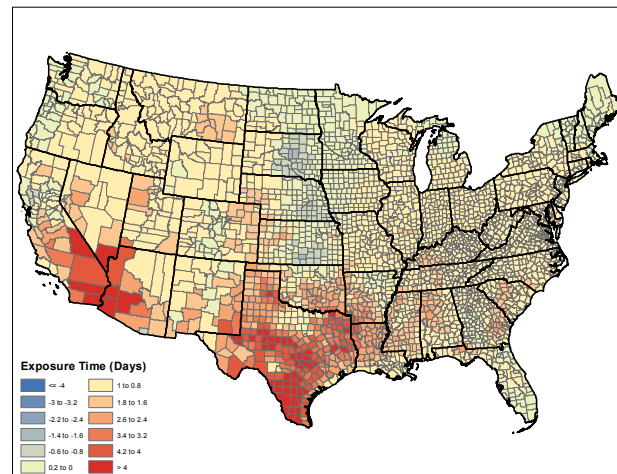 Exposure Time (Days)
<= -4
-3 to -3.2
-2.2 to -2.4
-1.4 to -1.6
-0.6 to -0.8
0.2 to 0
1 to 0.8
1.8 to 1.6
2.6 to 2.4
3.4 to 3.2
4.2 to 4
> 4